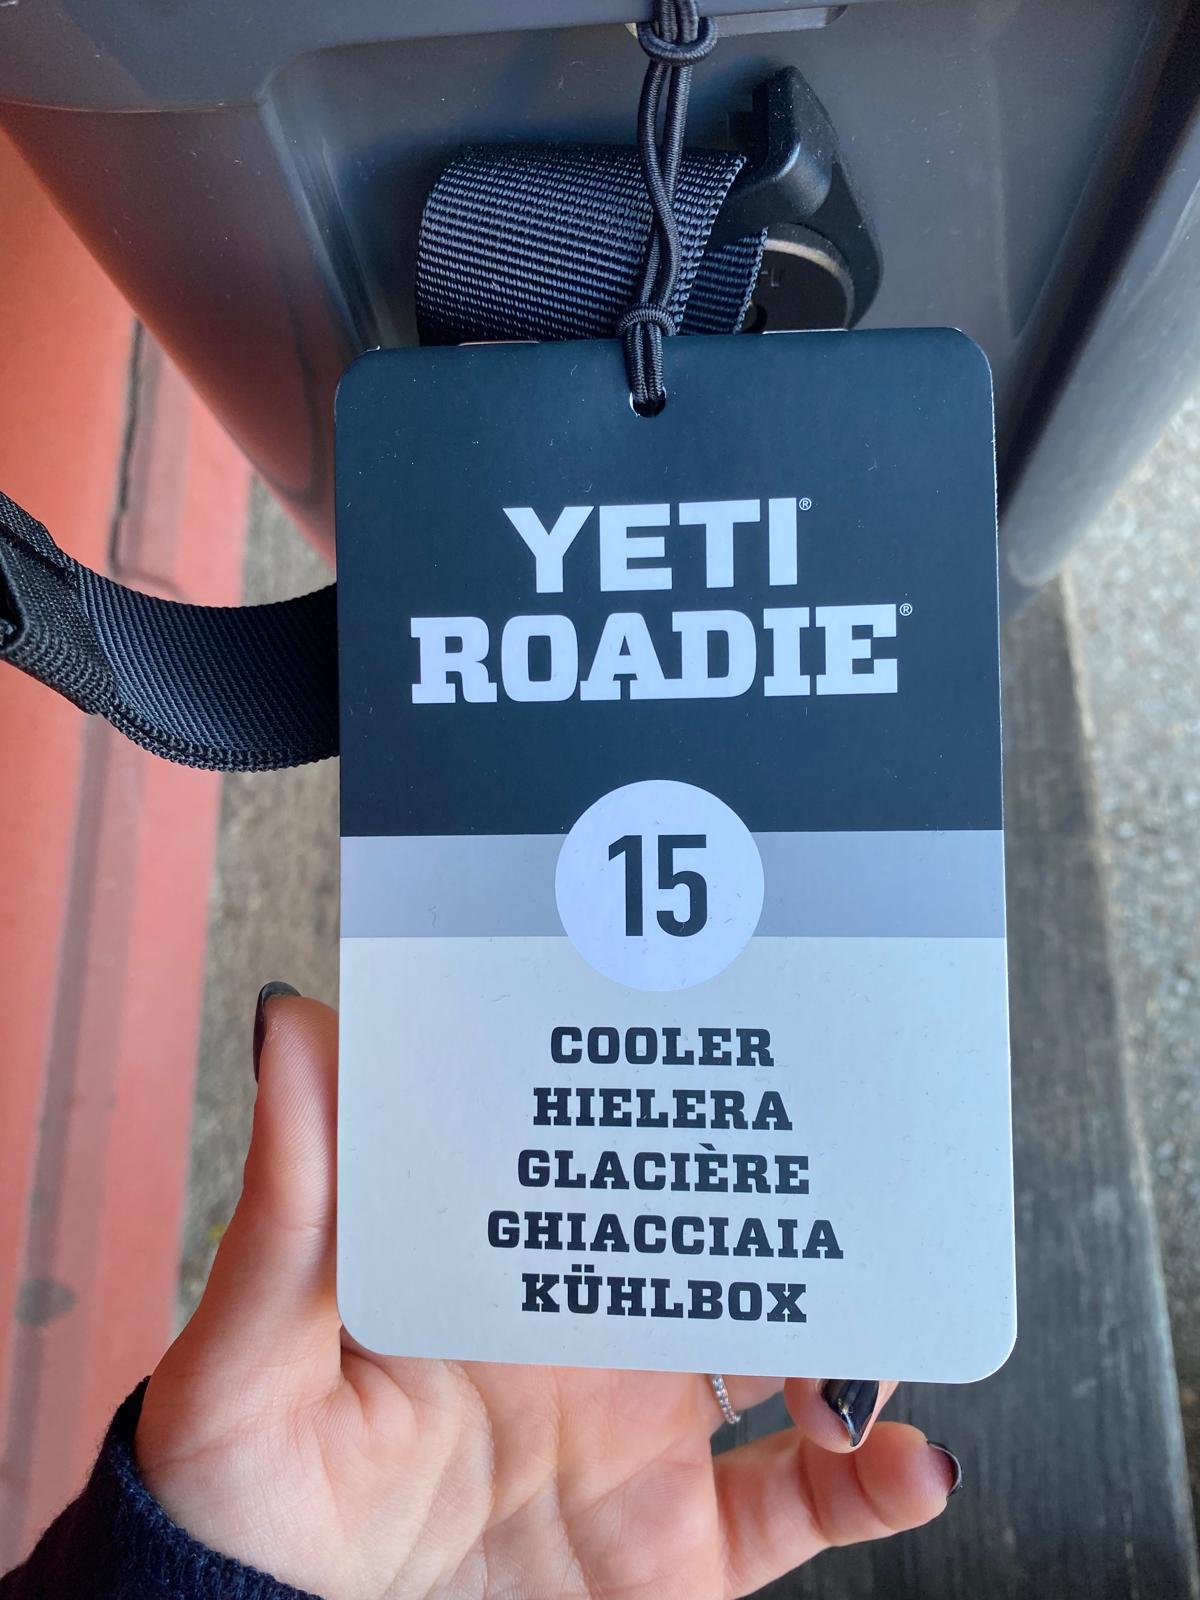 YETI®
ROADIE®
15
COOLER
HIELERA
GLACIÈRE
GHIACCIAIA
KÜHLBOX